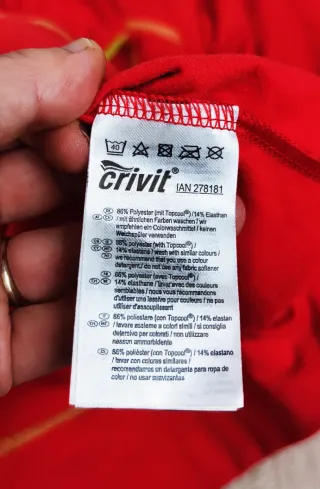 40
crivit®
IAN 278181
86% Polyester (mit Topcool®) / 14% Elasthan
/ mit ähnlichen Farben waschen / wir
empfehlen ein Colorwaschmittel / keinen
Weichspüler verwenden
86% polyester (with Topcool®) /
14% elastane / wash with similar colours /
we recommend that you use a colour
detergent / do not use any fabric softener
86% polyester (avec Topcool®) /
14% élasthane / lavez avec des couleurs
semblables / nous vous recommandons
d'utiliser une lessive pour couleurs / ne pas
utiliser d'assouplissant
86% poliestere (con Topcool®) / 14% elastan
/ lavare assieme a colori simili / si consiglia
detersivo per colorati / non utilizzare
nessun ammorbidente
86% poliéster (con Topcool®) / 14% elastano
/ lavar con colores similares /
recomendamos un detergente para ropa de
color / no usar suavizantes